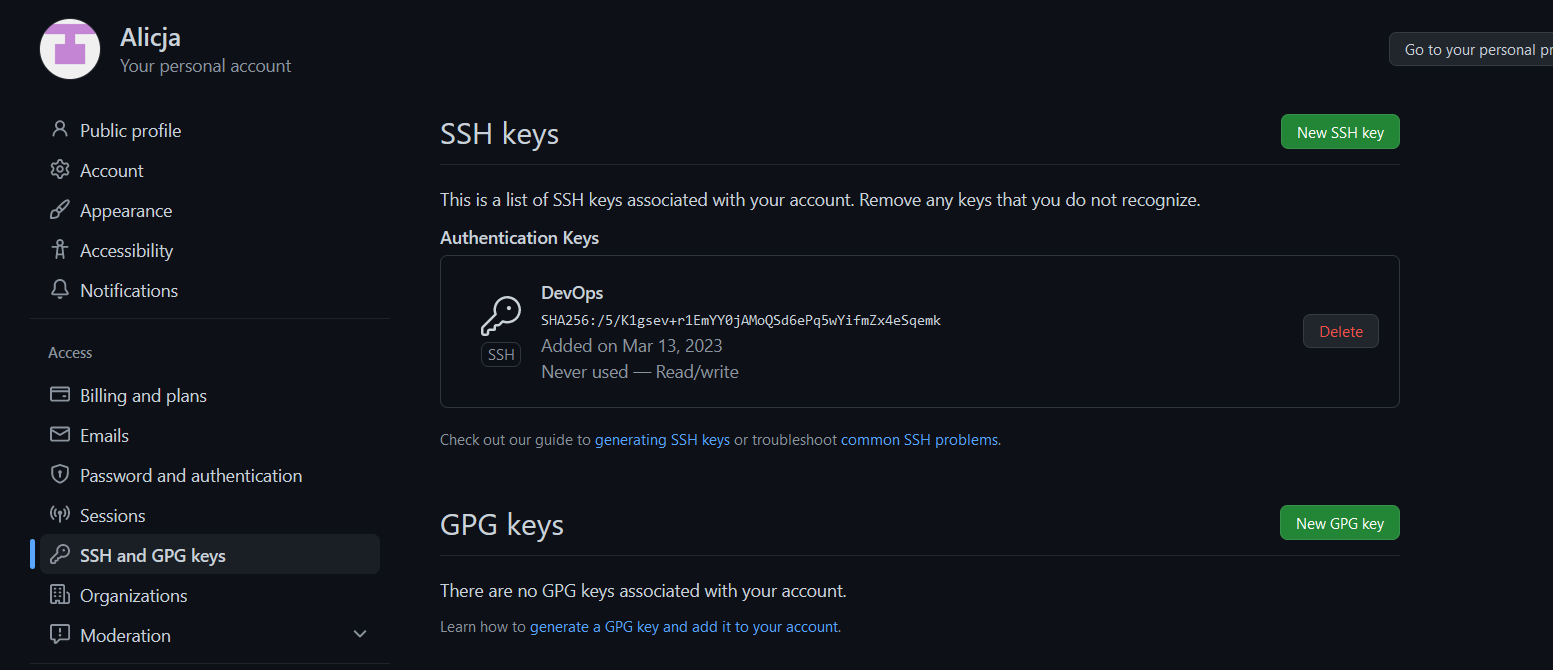 Alicja
Your personal account
Go to your personal pr
Public profile
Account
Appearance
Accessibility
Notifications
Access
Billing and plans
Emails
Password and authentication
Sessions
SSH and GPG keys
Organizations
Moderation
SSH keys
New SSH key
This is a list of SSH keys associated with your account. Remove any keys that you do not recognize.
Authentication Keys
DevOps
SHA256:/5/K1gsev+r1EmYY0jAMoQSd6ePq5wYifmZx4eSqemk
Added on Mar 13, 2023
Never used — Read/write
SSH
Delete
Check out our guide to generating SSH keys or troubleshoot common SSH problems.
GPG keys
New GPG key
There are no GPG keys associated with your account.
Learn how to generate a GPG key and add it to your account.